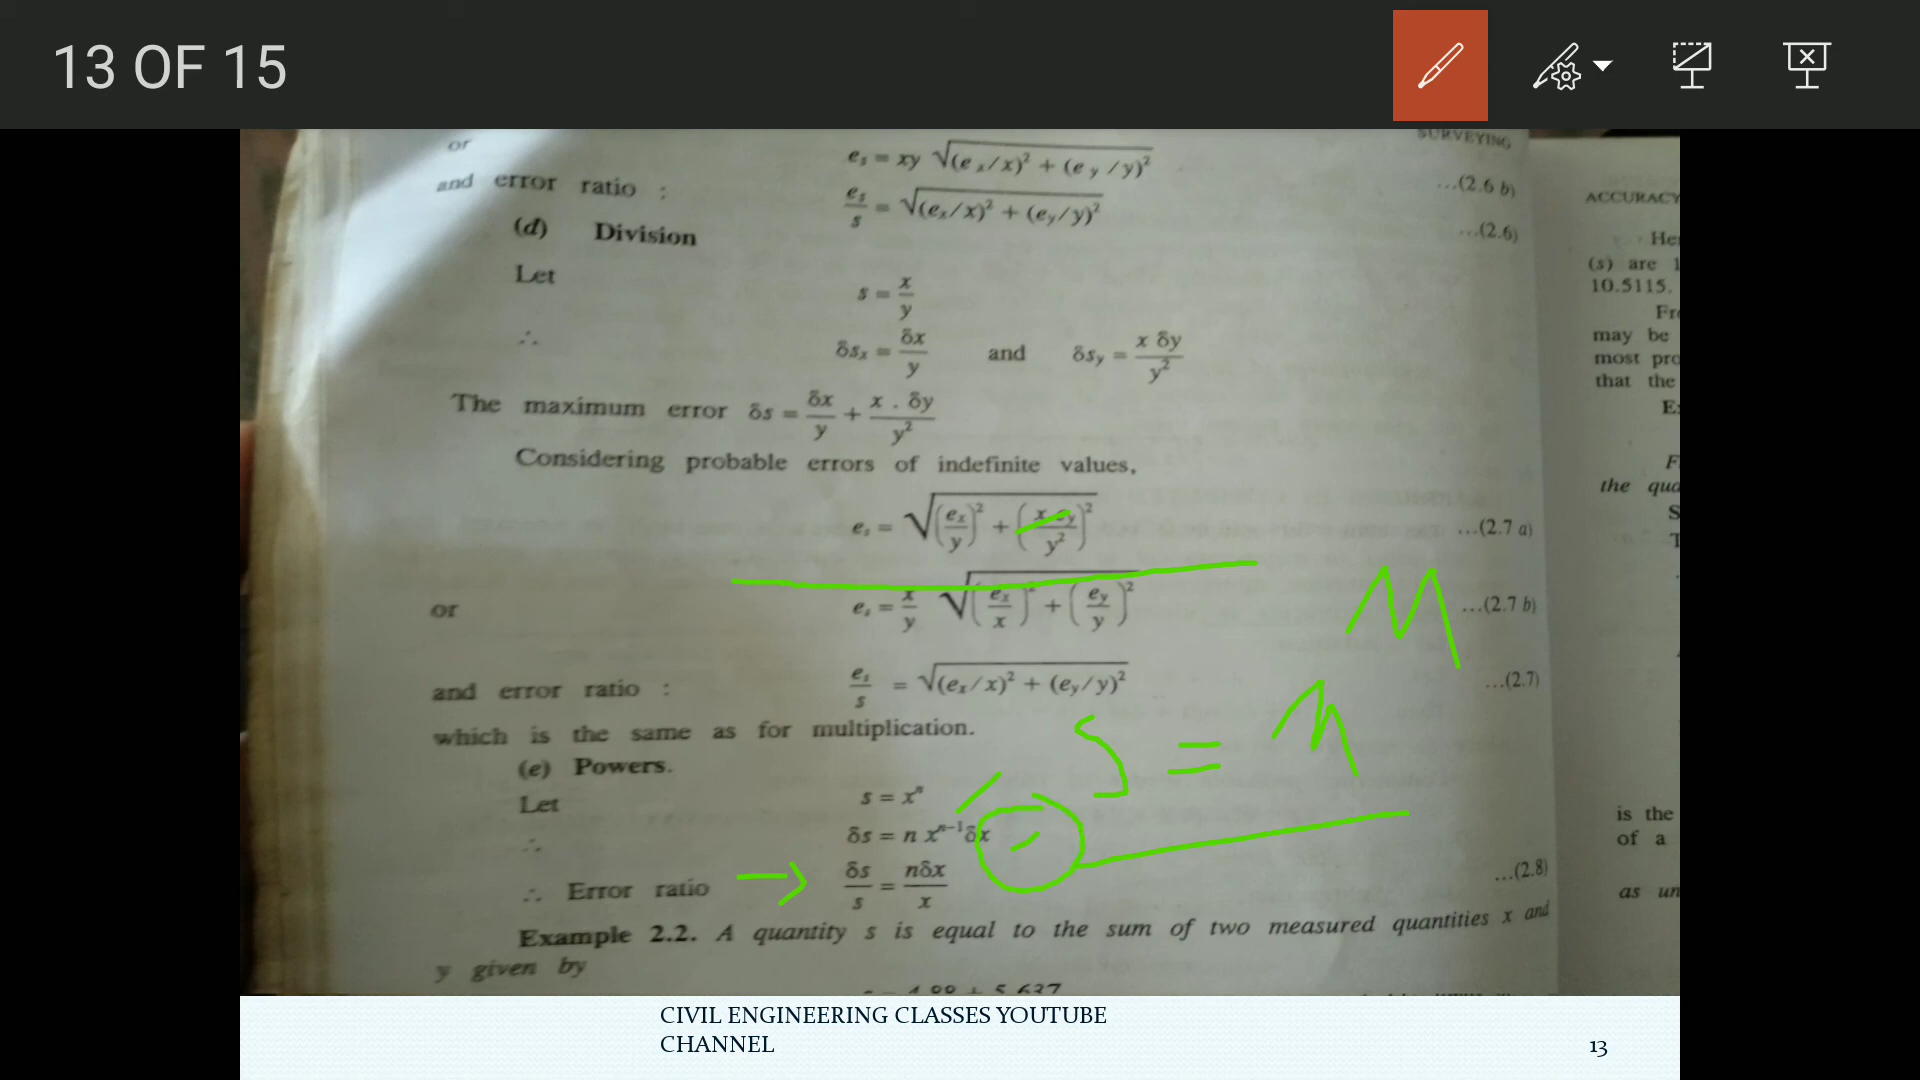 13 OF 15
SURVEYING
or e_s = xy √(e_x/x)² + (e_y/y)² ...(2.6 b)
and error ratio : e_s/s = √(e_x/x)² + (e_y/y)² ...(2.6)
(d) Division
Let s = x/y
∴ δs_x = δx/y and δs_y = x δy/y²
The maximum error δs = δx/y + x . δy/y²
Considering probable errors of indefinite values,
e_s = √(e_x/y)² + (x e_y/y²)² ...(2.7 a)
or e_s = x/y √(e_x/x)² + (e_y/y)² ...(2.7 b)
and error ratio : e_s/s = √(e_x/x)² + (e_y/y)² ...(2.7)
which is the same as for multiplication.
(e) Powers.
Let s = xⁿ
∴ δs = n xⁿ⁻¹δx
∴ Error ratio → δs/s = nδx/x ...(2.8)
Example 2.2. A quantity s is equal to the sum of two measured quantities x and
y given by
s = 4.88 + 5.637
ACCURACY
(s) are
10.5115.
may be
that the
the
is the
of a
as
CIVIL ENGINEERING CLASSES YOUTUBE
CHANNEL
13